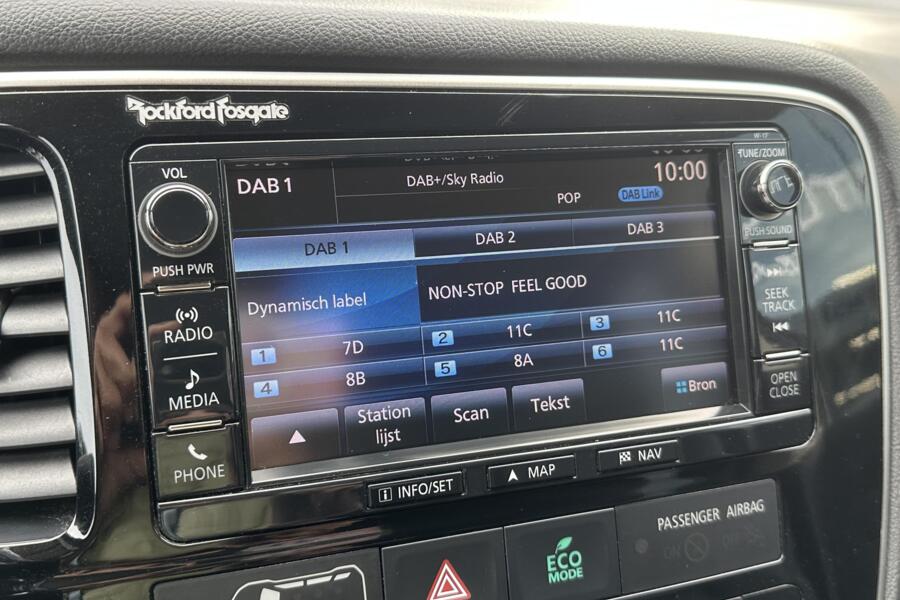 Rockford Fosgate
W-17
VOL
PUSH PWR
RADIO
MEDIA
PHONE
DAB 1
DAB+/Sky Radio
10:00
POP
DAB Link
DAB 1
DAB 2
DAB 3
Dynamisch label
NON-STOP FEEL GOOD
1 7D
2 11C
3 11C
4 8B
5 8A
6 11C
Station
lijst
Scan
Tekst
Bron
TUNE/ZOOM
PUSH SOUND
SEEK
TRACK
OPEN
CLOSE
INFO/SET
MAP
NAV
ECO
MODE
PASSENGER AIRBAG
ON
OFF